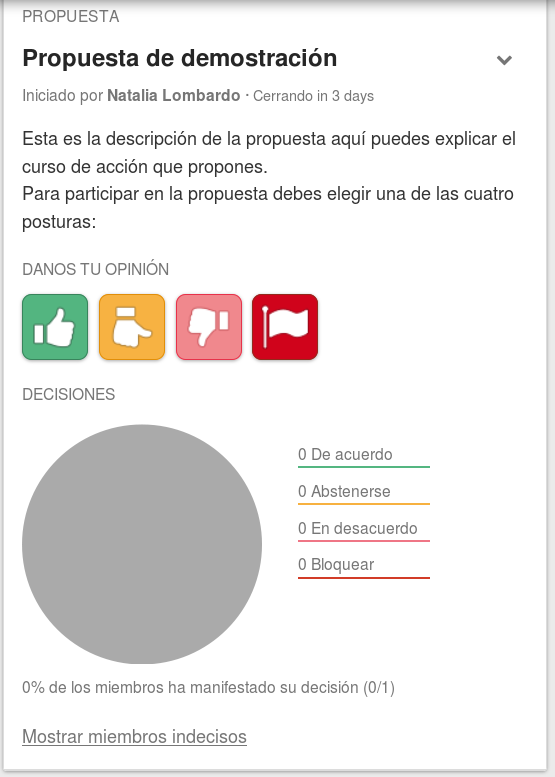 PROPUESTA
Propuesta de demostración
Iniciado por Natalia Lombardo · Cerrando in 3 days
Esta es la descripción de la propuesta aquí puedes explicar el
curso de acción que propones.
Para participar en la propuesta debes elegir una de las cuatro
posturas:
DANOS TU OPINIÓN
DECISIONES
0 De acuerdo
0 Abstenerse
0 En desacuerdo
0 Bloquear
0% de los miembros ha manifestado su decisión (0/1)
Mostrar miembros indecisos